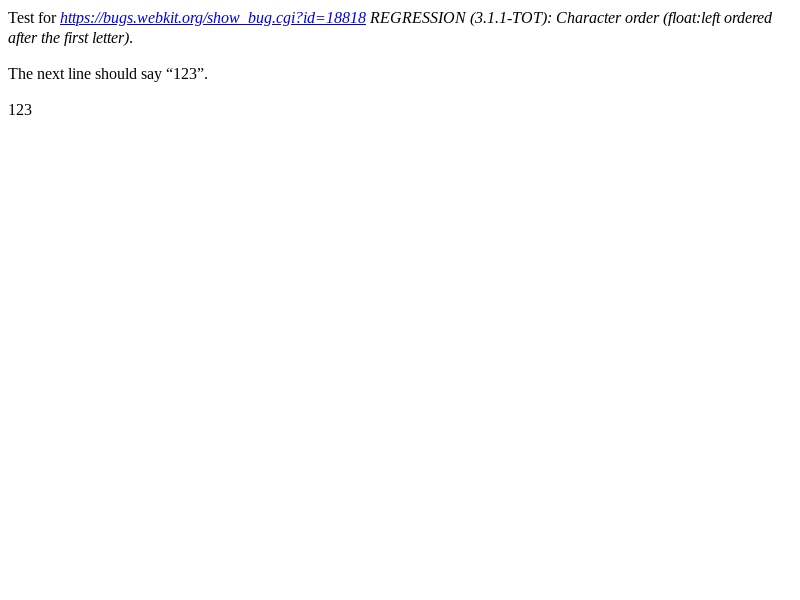 Test for https://bugs.webkit.org/show_bug.cgi?id=18818 REGRESSION (3.1.1-TOT): Character order (float:left ordered
after the first letter).
The next line should say “123”.
123